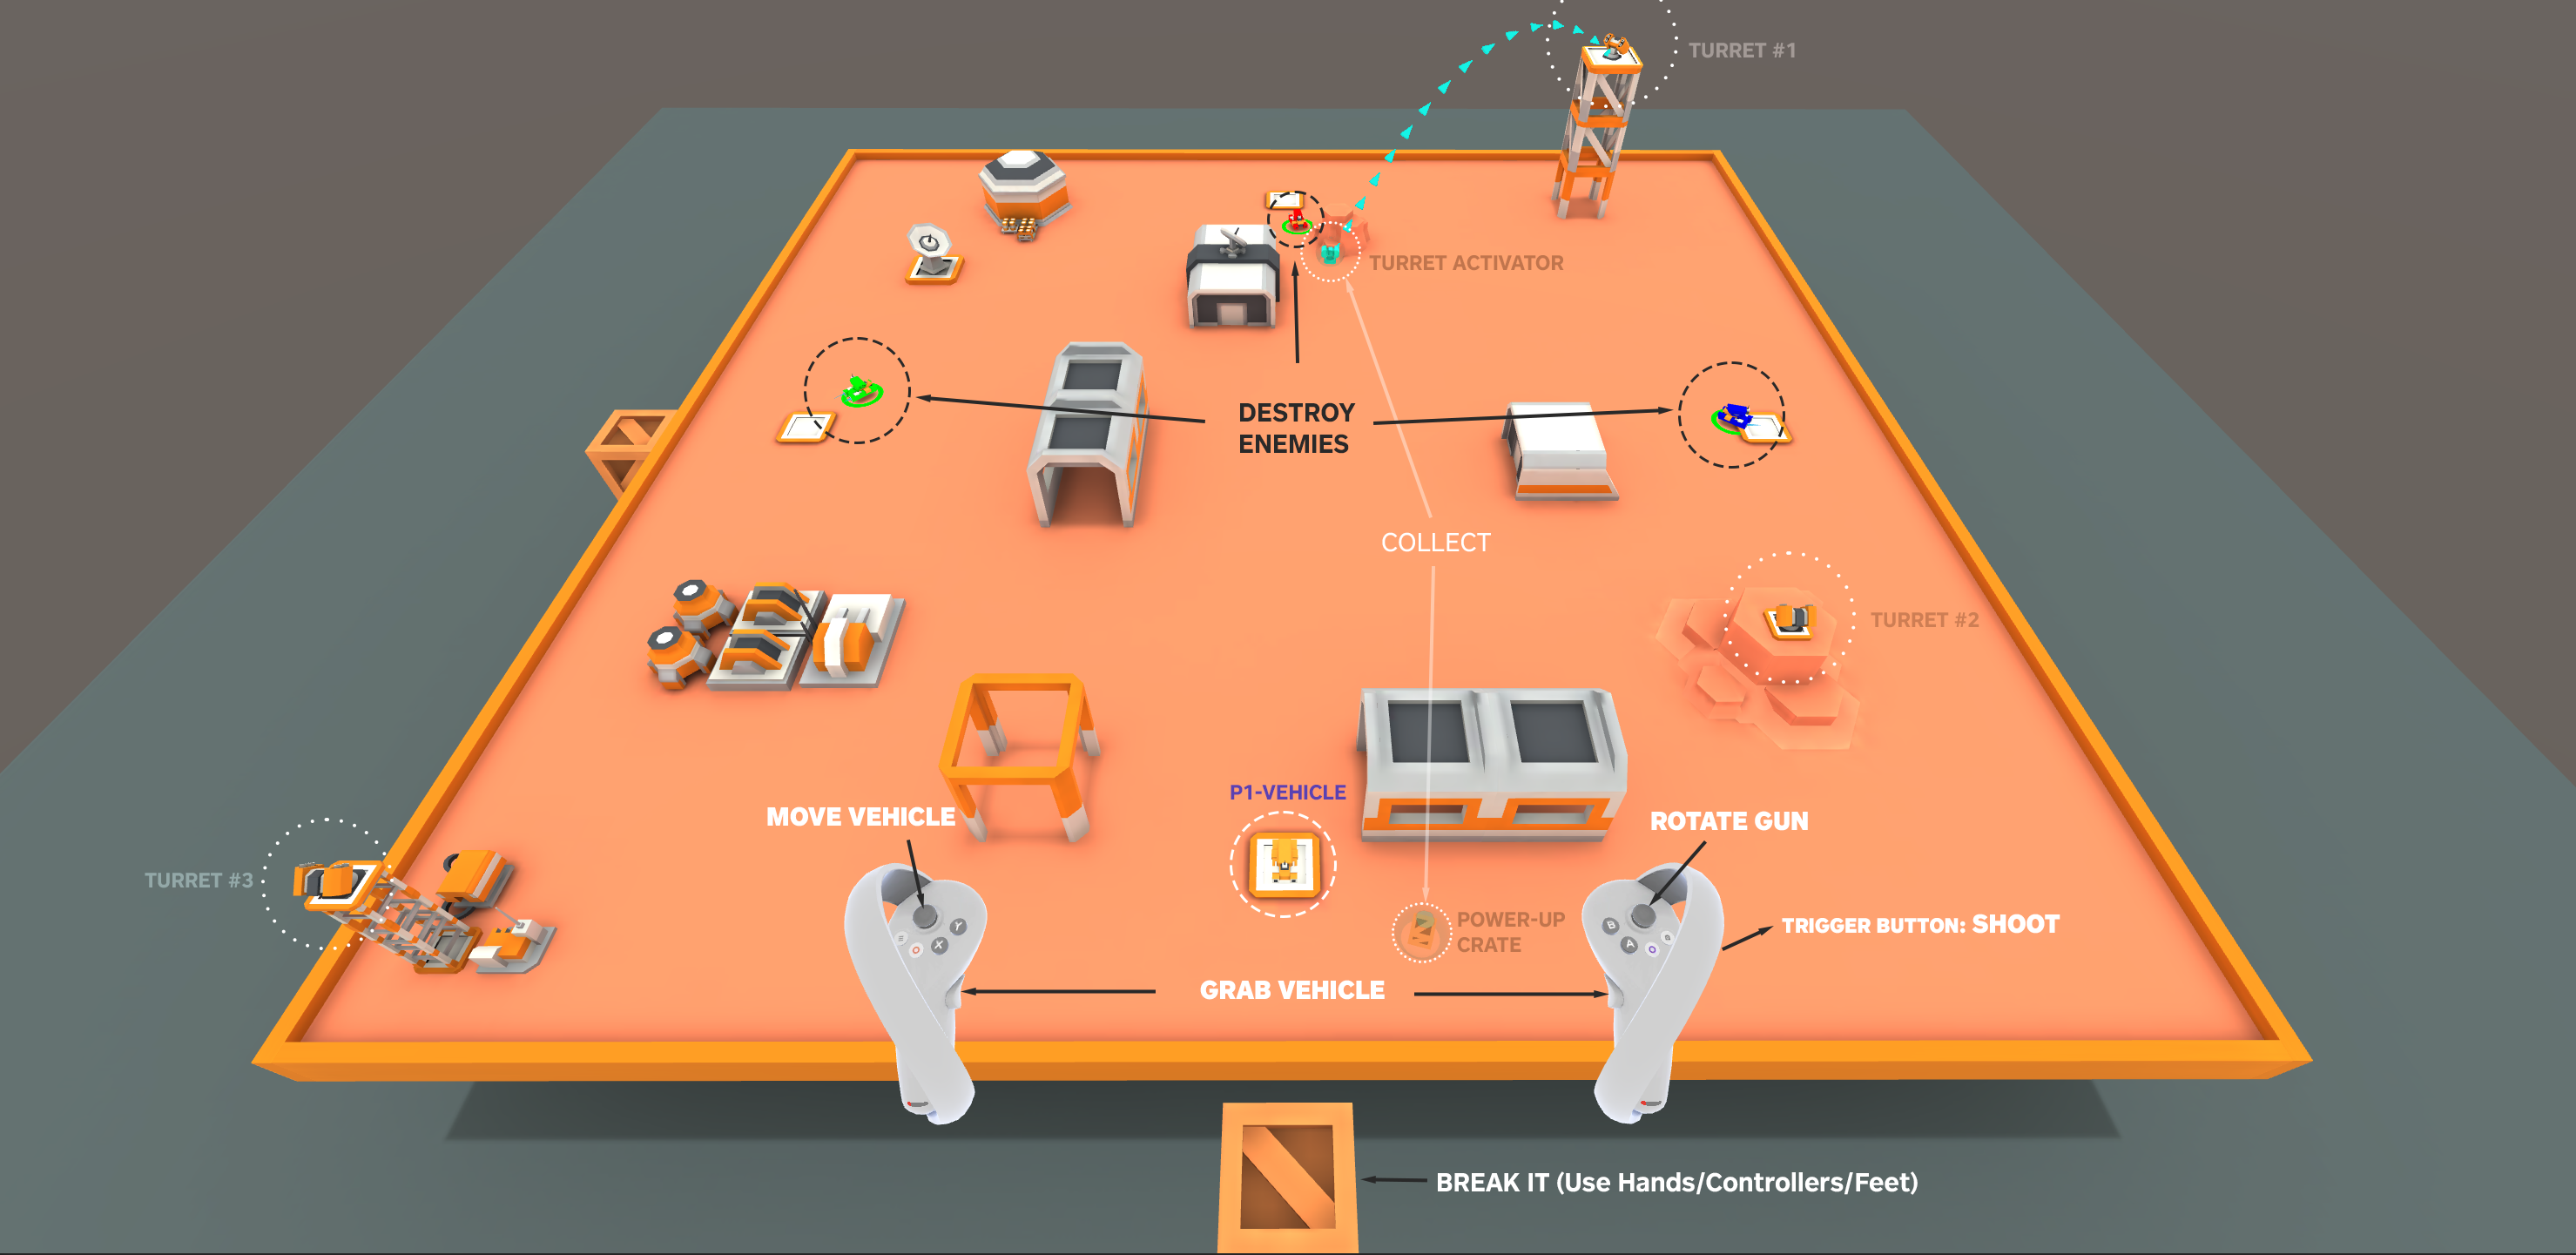 TURRET #1
TURRET ACTIVATOR
DESTROY
ENEMIES
COLLECT
TURRET #2
P1-VEHICLE
MOVE VEHICLE
ROTATE GUN
TURRET #3
POWER-UP
CRATE
TRIGGER BUTTON: SHOOT
Y
X
B
A
GRAB VEHICLE
BREAK IT (Use Hands/Controllers/Feet)